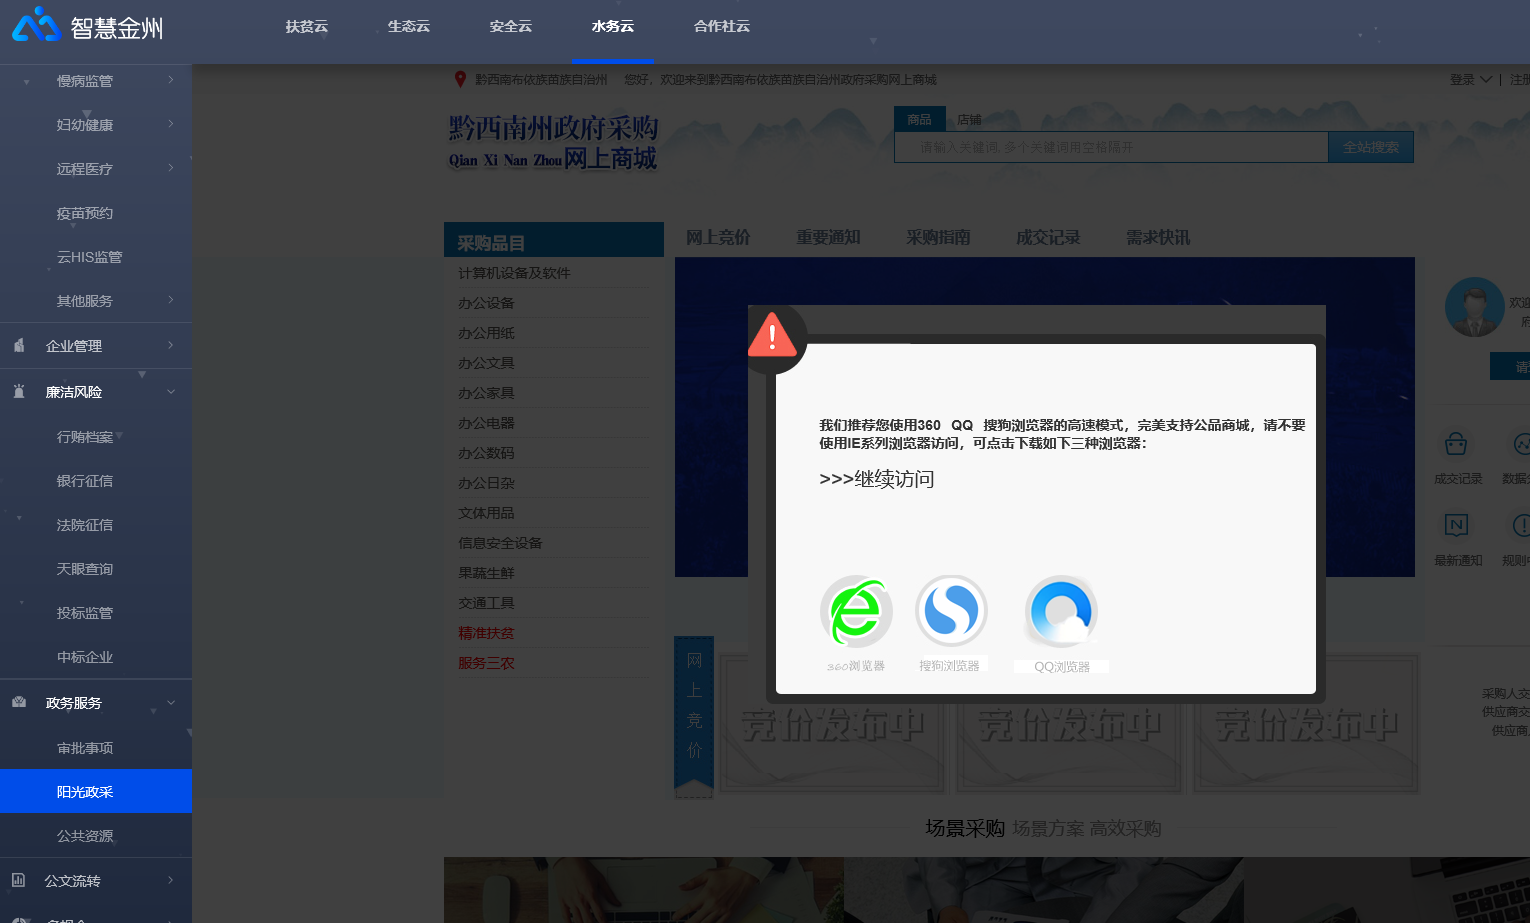 智慧金州
扶贫云
生态云
安全云
水务云
合作社云
慢病监管
妇幼健康
远程医疗
疫苗预约
云HIS监管
其他服务
企业管理
廉洁风险
行贿档案
银行征信
法院征信
天眼查询
投标监管
中标企业
政务服务
审批事项
阳光政采
公共资源
公文流转
黔西南布依族苗族自治州 您好，欢迎来到黔西南布依族苗族自治州政府采购网上商城
登录 | 注册
黔西南州政府采购
Qian Xi Nan Zhou 网上商城
商品 店铺
请输入关键词, 多个关键词用空格隔开
全站搜索
采购品目
网上竞价
重要通知
采购指南
成交记录
需求快讯
计算机设备及软件
办公设备
办公用纸
办公文具
办公家具
办公电器
办公数码
办公日杂
文体用品
信息安全设备
果蔬生鲜
交通工具
精准扶贫
服务三农
我们推荐您使用360 QQ 搜狗浏览器的高速模式，完美支持公品商城，请不要
使用IE系列浏览器访问，可点击下载如下三种浏览器：
>>>继续访问
360浏览器
搜狗浏览器
QQ浏览器
欢迎
府
请
成交记录
数据
最新通知
规则
网上竞价
竞价发布中
竞价发布中
竞价发布中
采购人交
供应商交
供应商
场景采购 场景方案 高效采购